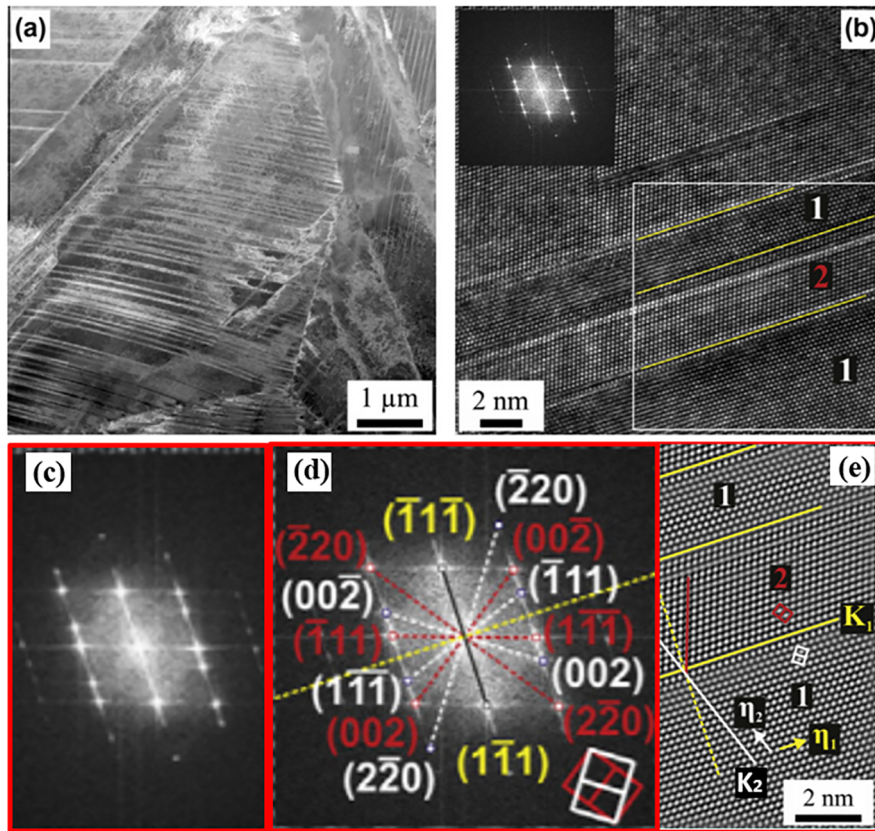 (a)
1 µm
(b)
1
2
1
2 nm
(c)
(d)
(2̅20)
(1̅11̅)
(2̅20)
(002̅)
(002̅)
(1̅11)
(1̅11)
(11̅1̅)
(11̅1̅)
(002)
(002)
(22̅0)
(22̅0)
(11̅1)
(e)
1
2
K₁
1
η₂
η₁
K₂
2 nm